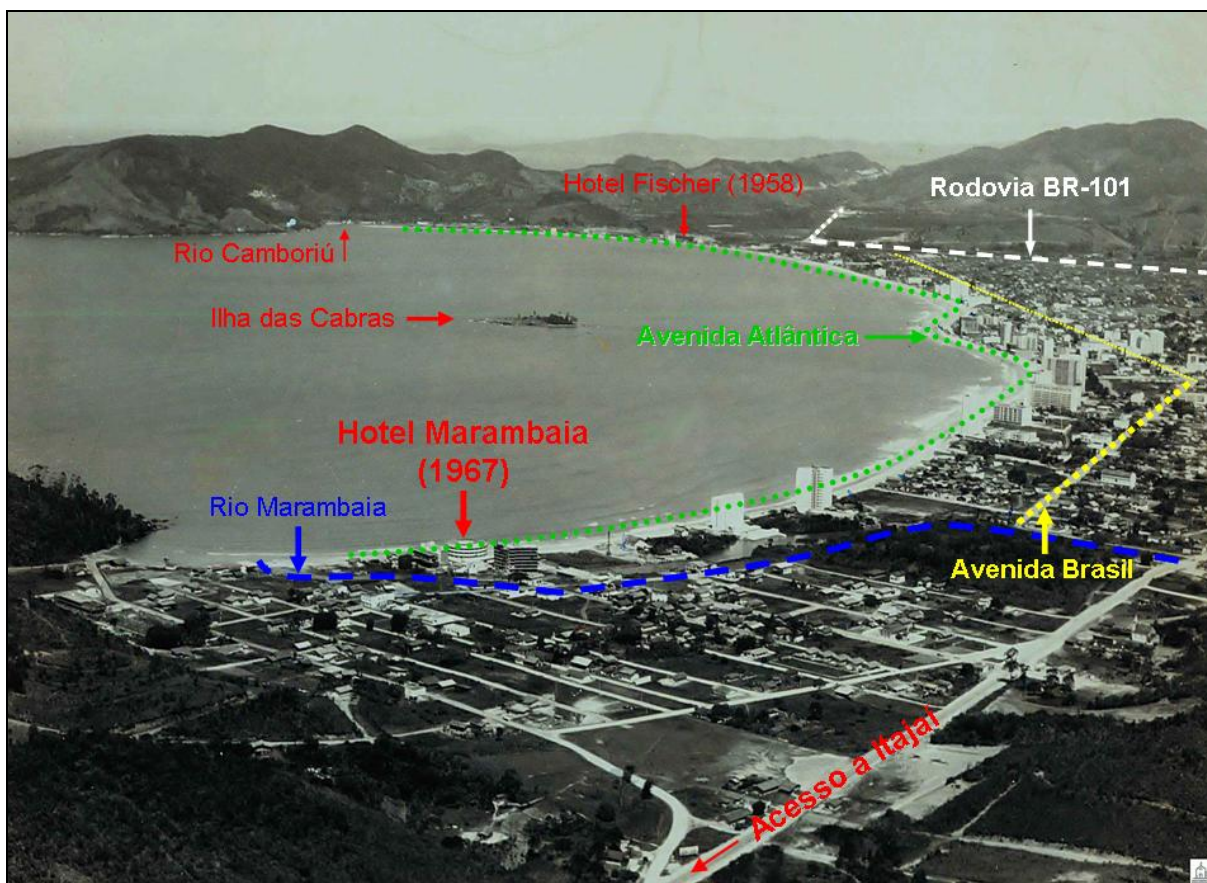 Hotel Fischer (1958)
Rodovia BR-101
Rio Camboriú
Ilha das Cabras
Avenida Atlântica
Hotel Marambaia
(1967)
Rio Marambaia
Avenida Brasil
Acesso a Itajaí